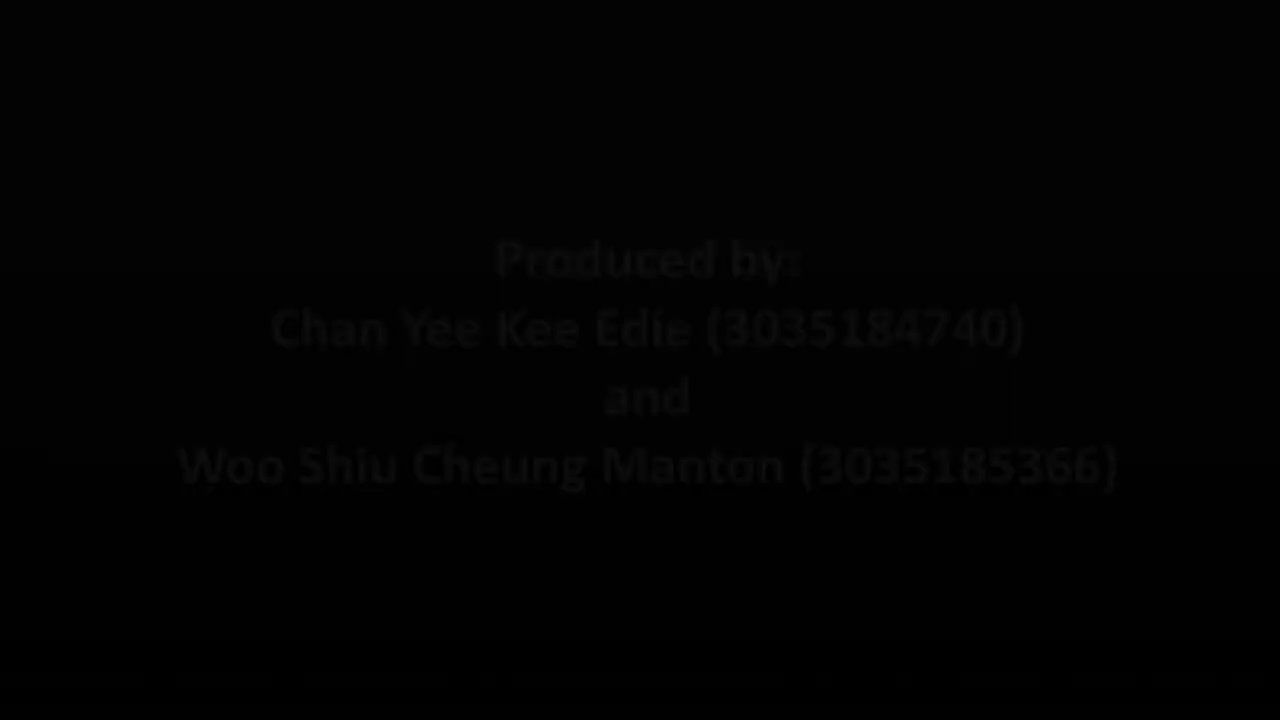 Produced by:
Chan Yee Kee Edie (3035184740)
and
Woo Shiu Cheung Manton (3035185366)